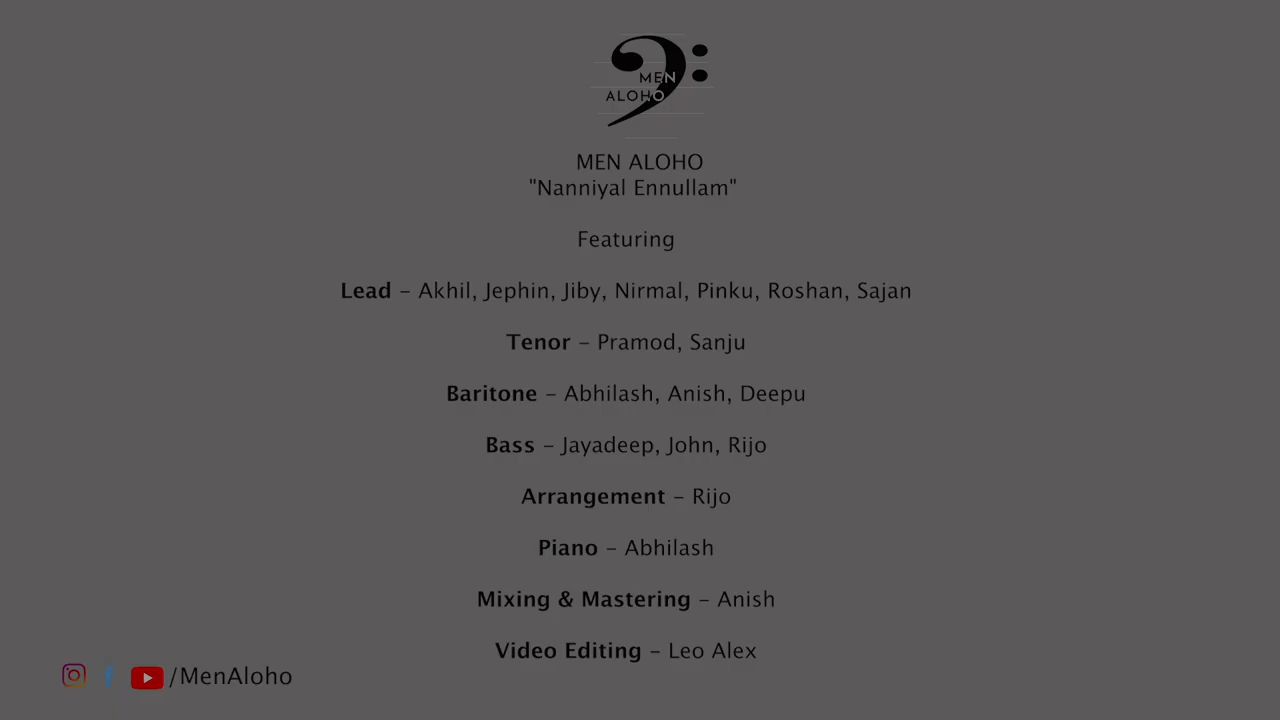 MEN
ALOHO
MEN ALOHO
"Nanniyal Ennullam"
Featuring
Lead – Akhil, Jephin, Jiby, Nirmal, Pinku, Roshan, Sajan
Tenor – Pramod, Sanju
Baritone – Abhilash, Anish, Deepu
Bass – Jayadeep, John, Rijo
Arrangement – Rijo
Piano – Abhilash
Mixing & Mastering – Anish
Video Editing – Leo Alex
/MenAloho